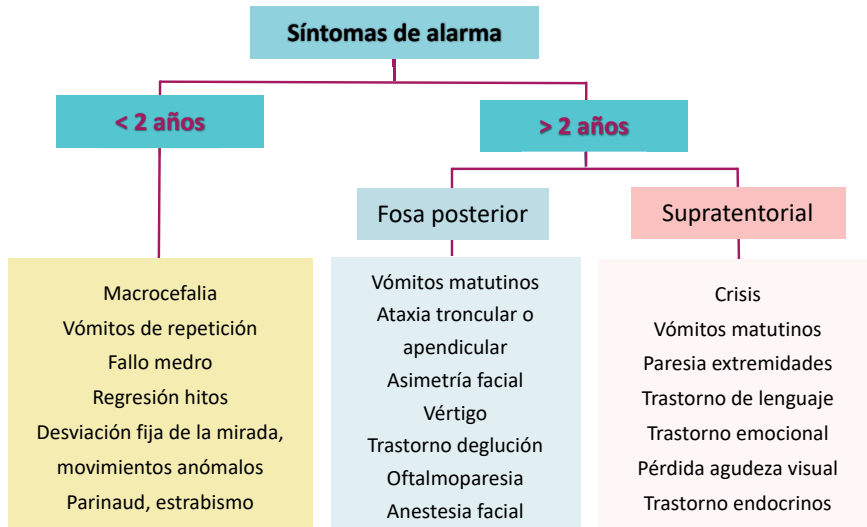 Síntomas de alarma
< 2 años
> 2 años
Fosa posterior
Supratentorial
Macrocefalia
Vómitos de repetición
Fallo medro
Regresión hitos
Desviación fija de la mirada,
movimientos anómalos
Parinaud, estrabismo
Vómitos matutinos
Ataxia troncular o
apendicular
Asimetría facial
Vértigo
Trastorno deglución
Oftalmoparesia
Anestesia facial
Crisis
Vómitos matutinos
Paresia extremidades
Trastorno de lenguaje
Trastorno emocional
Pérdida agudeza visual
Trastorno endocrinos